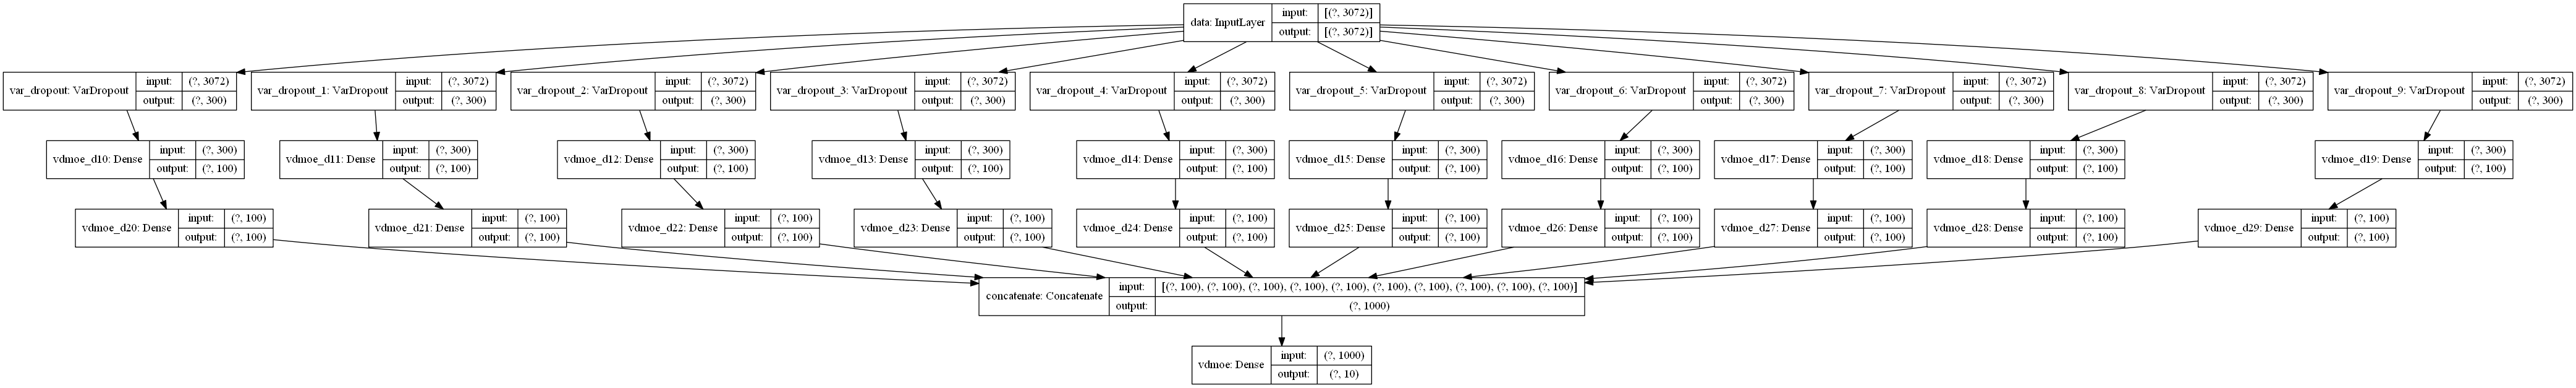 data: InputLayer input: [(?, 3072)]
output: [(?, 3072)]
var_dropout: VarDropout input: (?, 3072)
output: (?, 300)
var_dropout_1: VarDropout input: (?, 3072)
output: (?, 300)
var_dropout_2: VarDropout input: (?, 3072)
output: (?, 300)
var_dropout_3: VarDropout input: (?, 3072)
output: (?, 300)
var_dropout_4: VarDropout input: (?, 3072)
output: (?, 300)
var_dropout_5: VarDropout input: (?, 3072)
output: (?, 300)
var_dropout_6: VarDropout input: (?, 3072)
output: (?, 300)
var_dropout_7: VarDropout input: (?, 3072)
output: (?, 300)
var_dropout_8: VarDropout input: (?, 3072)
output: (?, 300)
var_dropout_9: VarDropout input: (?, 3072)
output: (?, 300)
vdmoe_d10: Dense input: (?, 300)
output: (?, 100)
vdmoe_d11: Dense input: (?, 300)
output: (?, 100)
vdmoe_d12: Dense input: (?, 300)
output: (?, 100)
vdmoe_d13: Dense input: (?, 300)
output: (?, 100)
vdmoe_d14: Dense input: (?, 300)
output: (?, 100)
vdmoe_d15: Dense input: (?, 300)
output: (?, 100)
vdmoe_d16: Dense input: (?, 300)
output: (?, 100)
vdmoe_d17: Dense input: (?, 300)
output: (?, 100)
vdmoe_d18: Dense input: (?, 300)
output: (?, 100)
vdmoe_d19: Dense input: (?, 300)
output: (?, 100)
vdmoe_d20: Dense input: (?, 100)
output: (?, 100)
vdmoe_d21: Dense input: (?, 100)
output: (?, 100)
vdmoe_d22: Dense input: (?, 100)
output: (?, 100)
vdmoe_d23: Dense input: (?, 100)
output: (?, 100)
vdmoe_d24: Dense input: (?, 100)
output: (?, 100)
vdmoe_d25: Dense input: (?, 100)
output: (?, 100)
vdmoe_d26: Dense input: (?, 100)
output: (?, 100)
vdmoe_d27: Dense input: (?, 100)
output: (?, 100)
vdmoe_d28: Dense input: (?, 100)
output: (?, 100)
vdmoe_d29: Dense input: (?, 100)
output: (?, 100)
concatenate: Concatenate input: [(?, 100), (?, 100), (?, 100), (?, 100), (?, 100), (?, 100), (?, 100), (?, 100), (?, 100), (?, 100)]
output: (?, 1000)
vdmoe: Dense input: (?, 1000)
output: (?, 10)